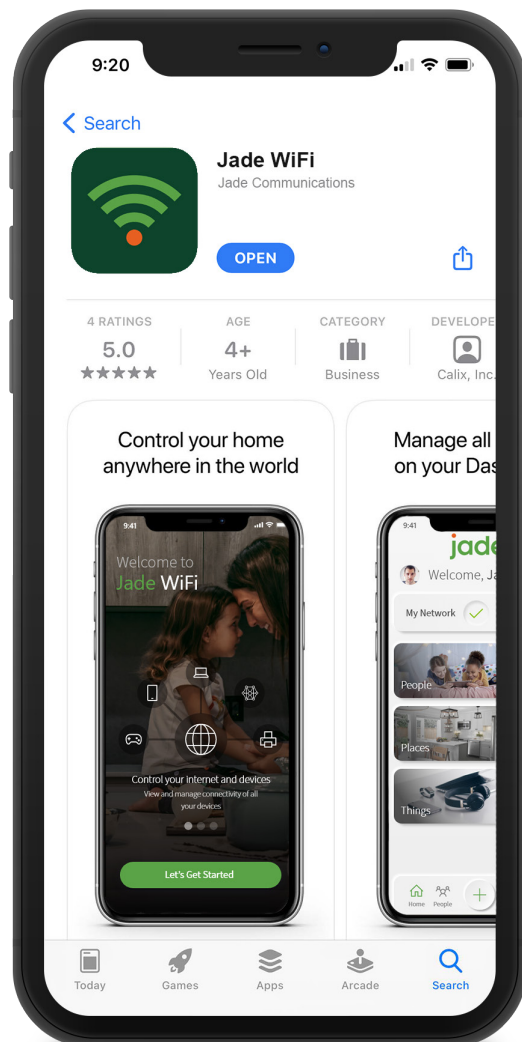 9:20
Search
Jade WiFi
Jade Communications
OPEN
4 RATINGS
AGE
CATEGORY
DEVELOPE
5.0
4+
Years Old
Business
Calix, Inc.
Control your home
anywhere in the world
Manage all
on your Das
9:41
Welcome to
Jade WiFi
Control your internet and devices
View and manage connectivity of all
your devices
Let's Get Started
9:41
jade
Welcome, Ja
My Network
People
Places
Things
Home
People
Today
Games
Apps
Arcade
Search